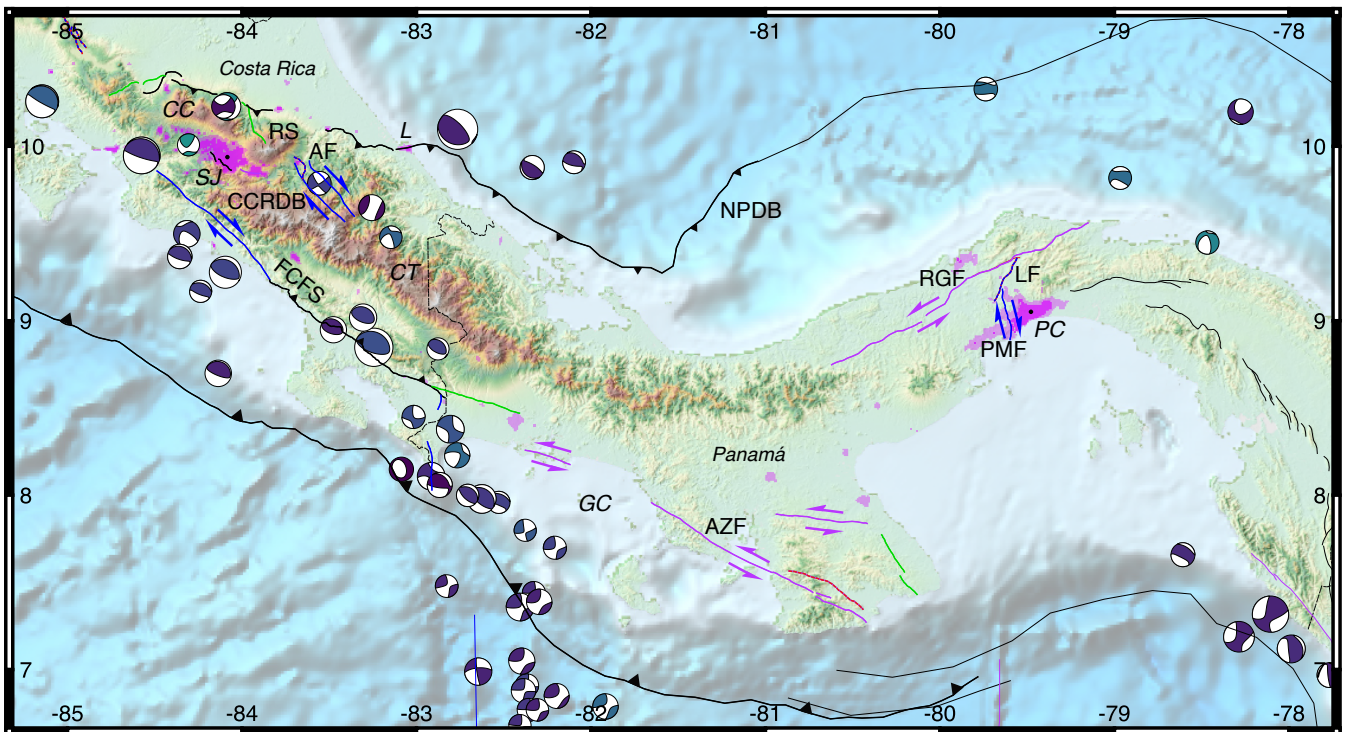 -85 -84 -83 -82 -81 -80 -79 -78
Costa Rica
CC
RS
L
AF
10 10
SJ
CCRDB
NPDB
FCFS
CT
RGF
LF
9 9
PC
PMF
Panamá
8 8
GC
AZF
7 7
-85 -84 -83 -82 -81 -80 -79 -78